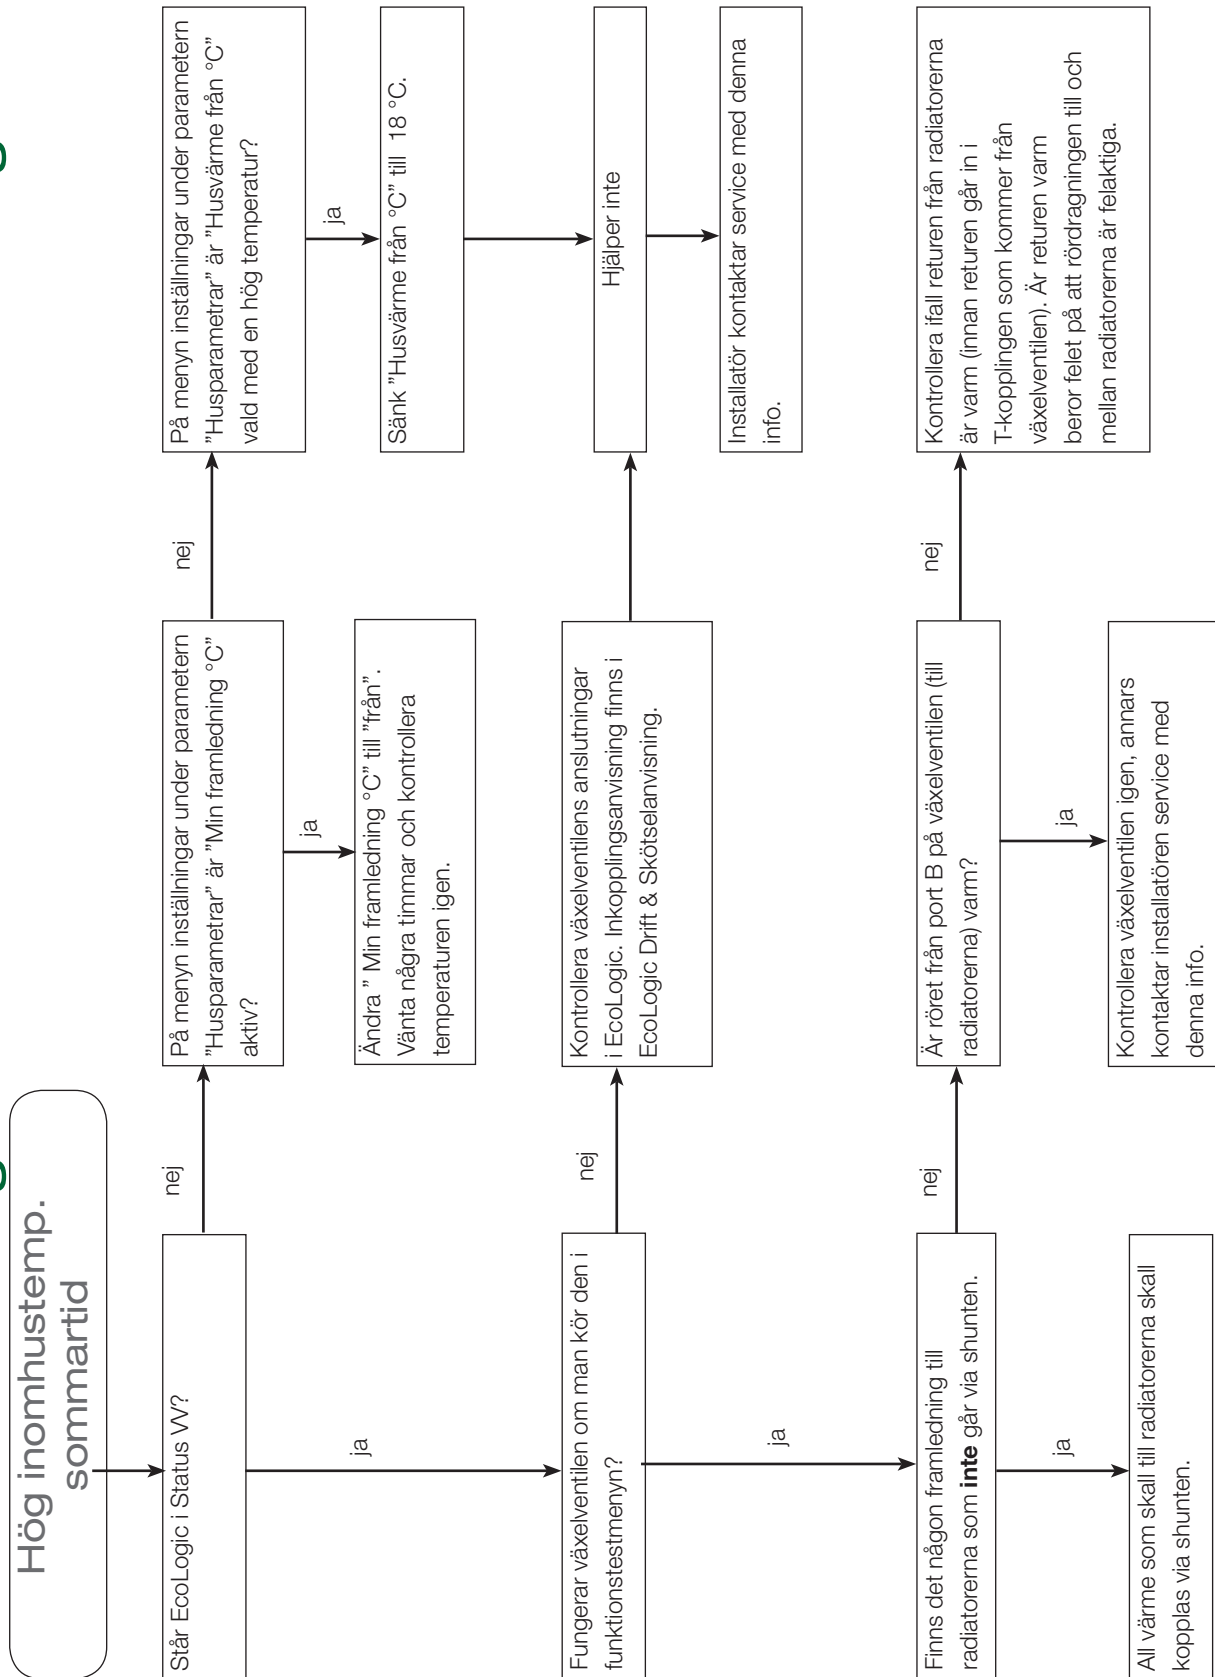 Hög inomhustemp.
sommartid
Står EcoLogic i Status VV?
nej
På menyn inställningar under parametern
"Husparametrar" är "Min framledning °C"
aktiv?
nej
På menyn inställningar under parametern
"Husparametrar" är "Husvärme från °C"
vald med en hög temperatur?
ja
Ändra " Min framledning °C" till "från".
Vänta några timmar och kontrollera
temperaturen igen.
ja
Sänk "Husvärme från °C" till 18 °C.
ja
Fungerar växelventilen om man kör den i
funktionstestmenyn?
nej
Kontrollera växelventilens anslutningar
i EcoLogic. Inkopplingsanvisning finns i
EcoLogic Drift & Skötselanvisning.
Hjälper inte
Installatör kontaktar service med denna
info.
ja
Finns det någon framledning till
radiatorerna som inte går via shunten.
nej
Är röret från port B på växelventilen (till
radiatorerna) varm?
nej
Kontrollera ifall returen från radiatorerna
är varm (innan returen går in i
T-kopplingen som kommer från
växelventilen). Är returen varm
beror felet på att rördragningen till och
mellan radiatorerna är felaktiga.
ja
All värme som skall till radiatorerna skall
kopplas via shunten.
ja
Kontrollera växelventilen igen, annars
kontaktar installatören service med
denna info.